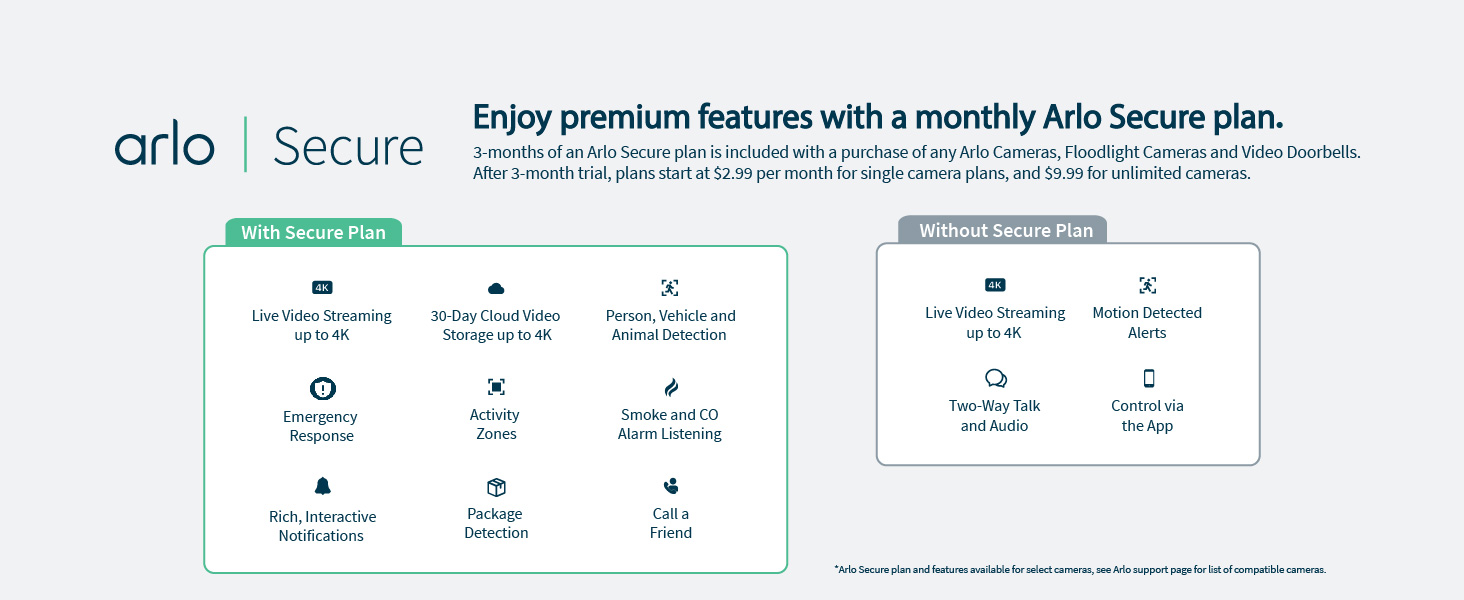 arlo | Secure
Enjoy premium features with a monthly Arlo Secure plan.
3-months of an Arlo Secure plan is included with a purchase of any Arlo Cameras, Floodlight Cameras and Video Doorbells.
After 3-month trial, plans start at $2.99 per month for single camera plans, and $9.99 for unlimited cameras.
With Secure Plan
4K
Live Video Streaming
up to 4K
30-Day Cloud Video
Storage up to 4K
Person, Vehicle and
Animal Detection
Emergency
Response
Activity
Zones
Smoke and CO
Alarm Listening
Rich, Interactive
Notifications
Package
Detection
Call a
Friend
Without Secure Plan
4K
Live Video Streaming
up to 4K
Motion Detected
Alerts
Two-Way Talk
and Audio
Control via
the App
*Arlo Secure plan and features available for select cameras, see Arlo support page for list of compatible cameras.